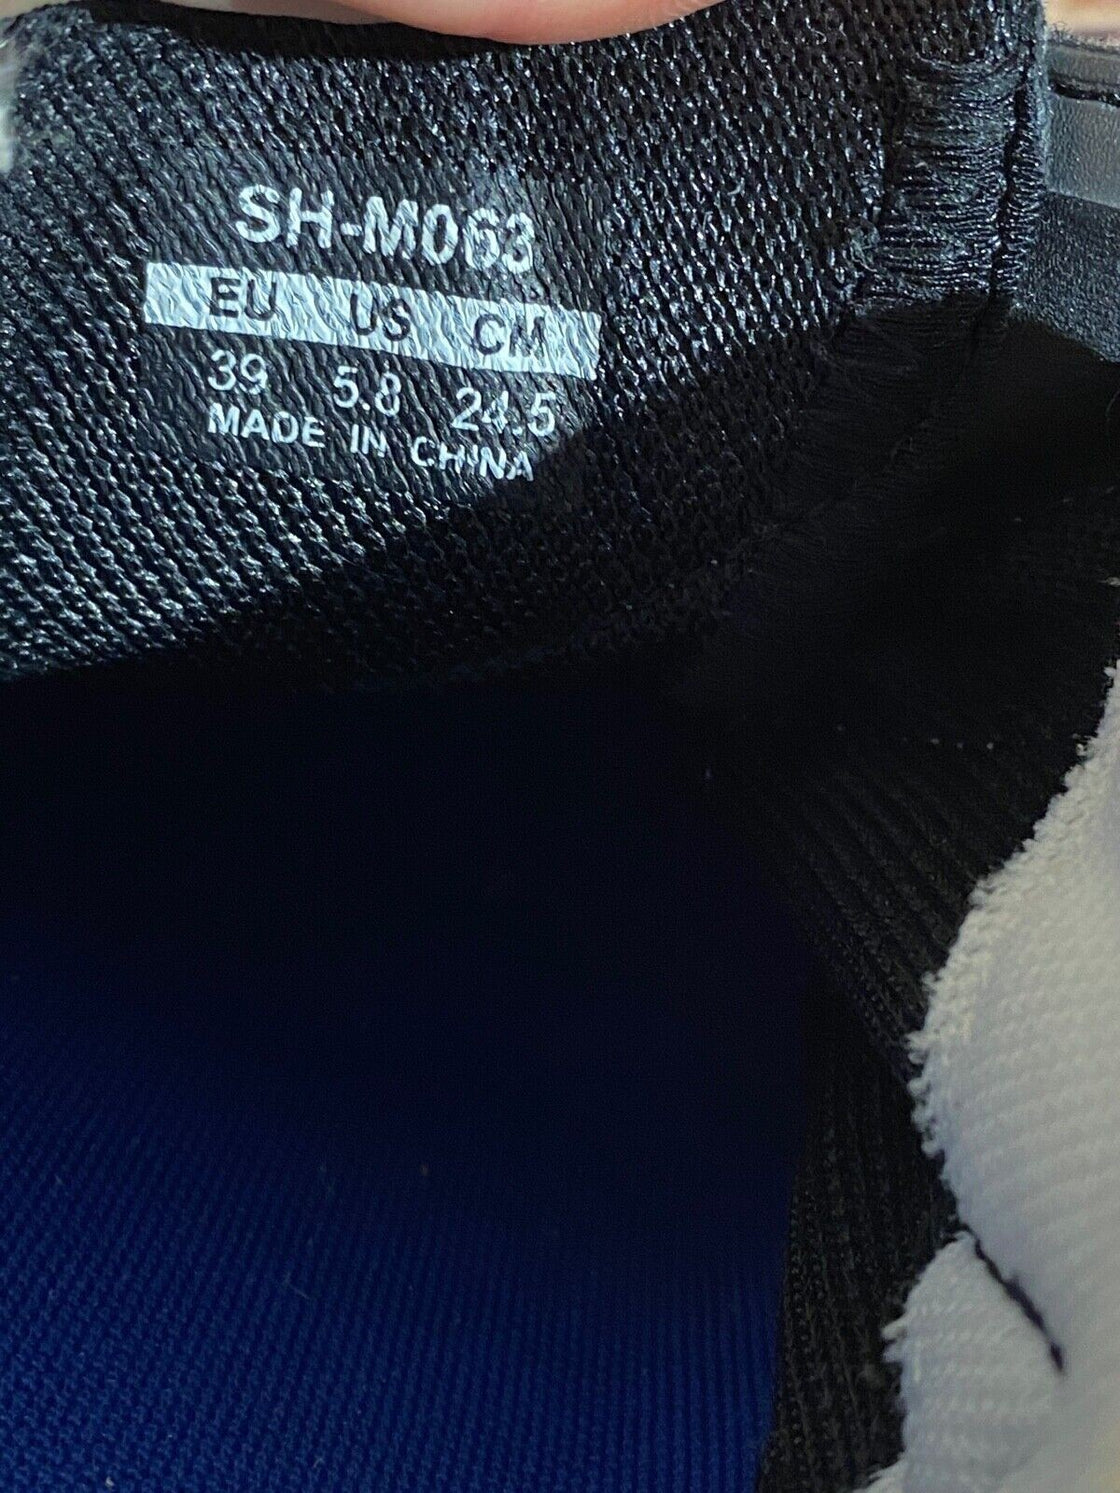 SH-M063
EU US CM
39 5.8 24.5
MADE IN CHINA